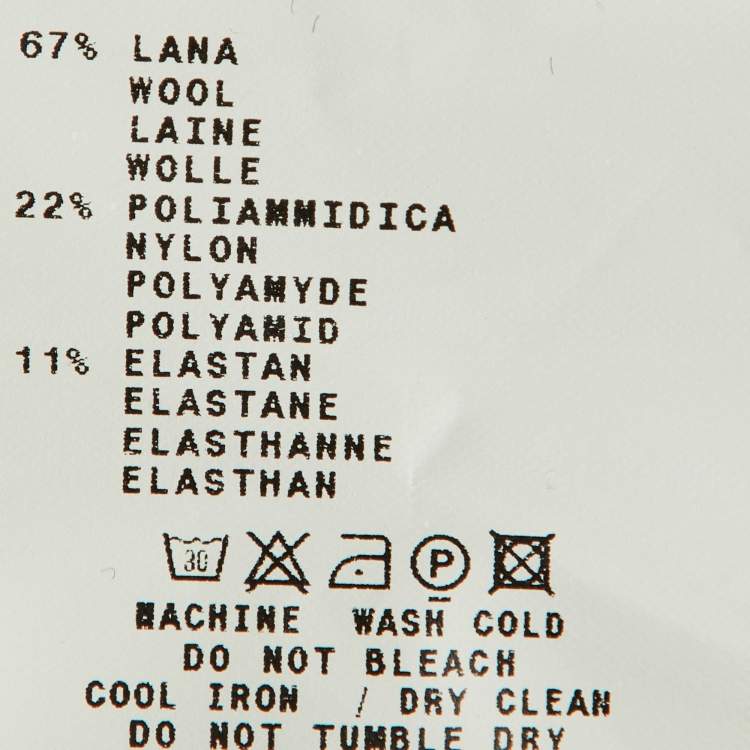 67% LANA
WOOL
LAINE
WOLLE
22% POLIAMMIDICA
NYLON
POLYAMYDE
POLYAMID
11% ELASTAN
ELASTANE
ELASTHANNE
ELASTHAN
30 P
MACHINE WASH COLD
DO NOT BLEACH
COOL IRON / DRY CLEAN
DO NOT TUMBLE DRY